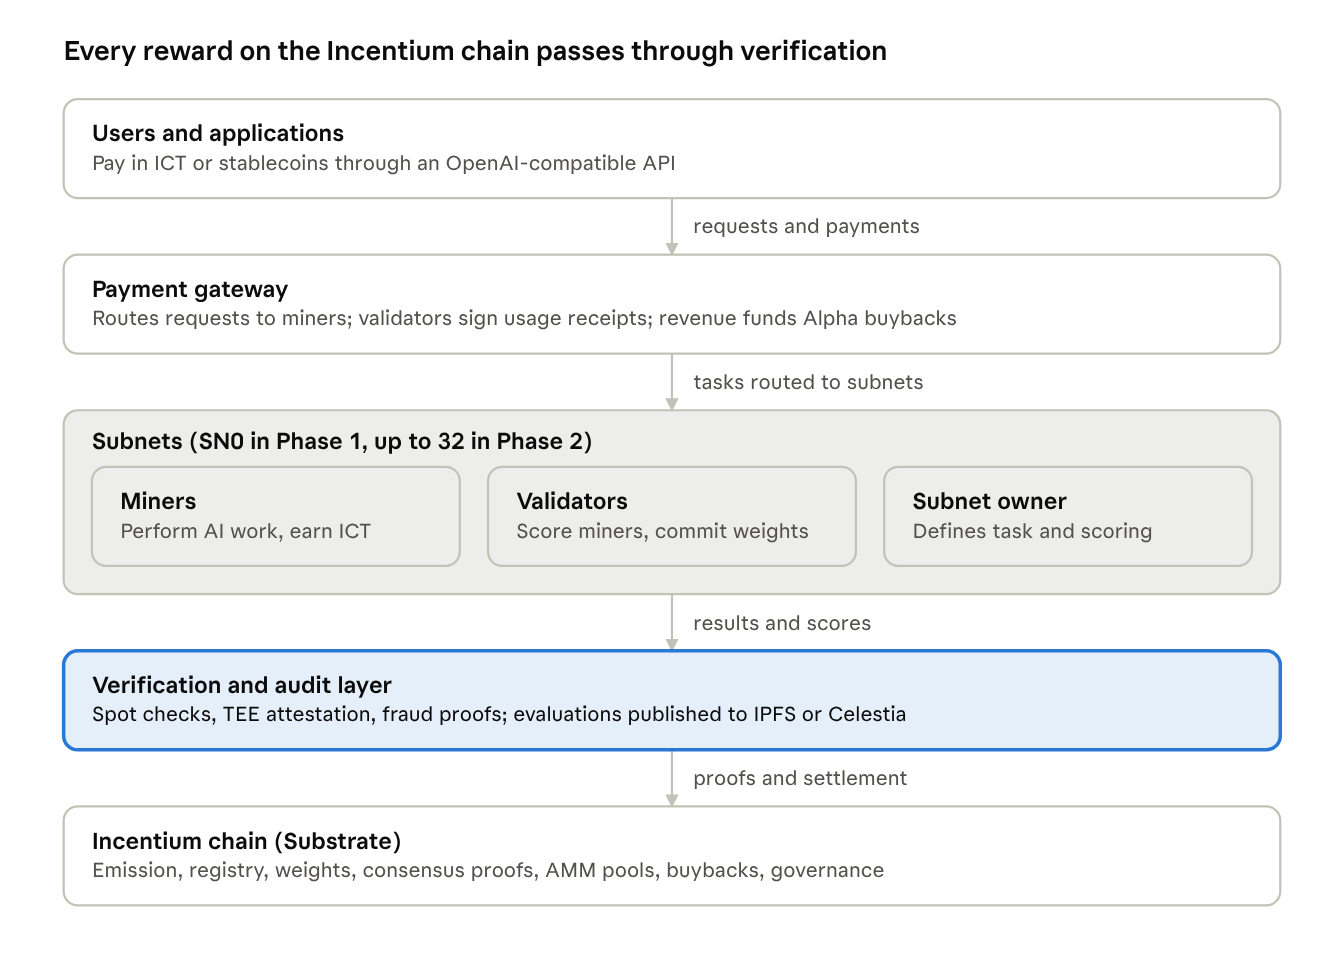 Every reward on the Incentium chain passes through verification
Users and applications
Pay in ICT or stablecoins through an OpenAI-compatible API
requests and payments
Payment gateway
Routes requests to miners; validators sign usage receipts; revenue funds Alpha buybacks
tasks routed to subnets
Subnets (SN0 in Phase 1, up to 32 in Phase 2)
Miners
Perform AI work, earn ICT
Validators
Score miners, commit weights
Subnet owner
Defines task and scoring
results and scores
Verification and audit layer
Spot checks, TEE attestation, fraud proofs; evaluations published to IPFS or Celestia
proofs and settlement
Incentium chain (Substrate)
Emission, registry, weights, consensus proofs, AMM pools, buybacks, governance